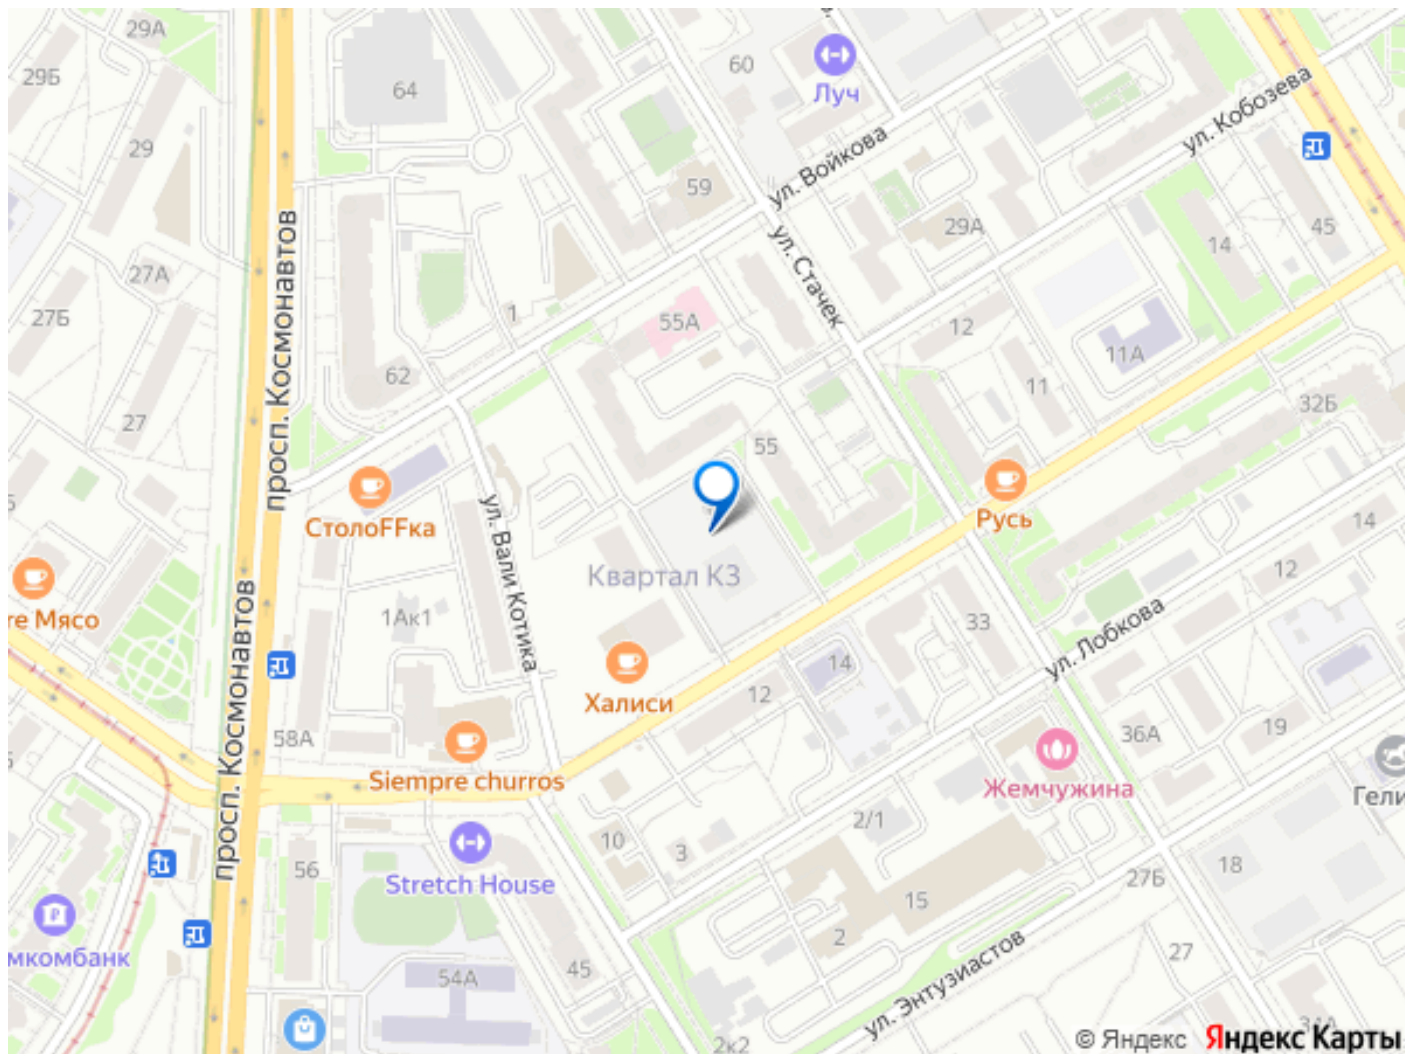 29А
64
60
Луч
ул. Кобозева
29Б
29
ул. Войкова
59
ул. Стачек
29А
14
45
27А
просп. Космонавтов
27Б
1
55А
12
11А
62
11
32Б
27
55
СтолоFFка
ул. Вали Котика
Русь
14
Квартал К3
12
re Мясо
просп. Космонавтов
1Ак1
33
ул. Лобкова
14
Халиси
12
58А
36А
19
Siempre churros
Жемчужина
Гели
10
3
2/1
56
Stretch House
18
27Б
15
2
мкомбанк
54А
45
ул. Энтузиастов
27
34А
2к2
© Яндекс Яндекс Карты